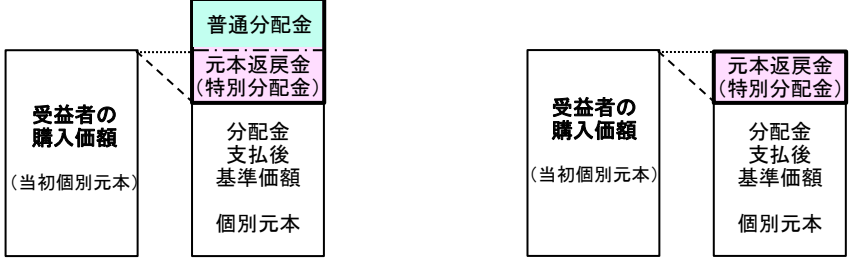 普通分配金
元本返戻金
(特別分配金)
受益者の
購入価額
(当初個別元本)
分配金
支払後
基準価額
個別元本
元本返戻金
(特別分配金)
受益者の
購入価額
(当初個別元本)
分配金
支払後
基準価額
個別元本